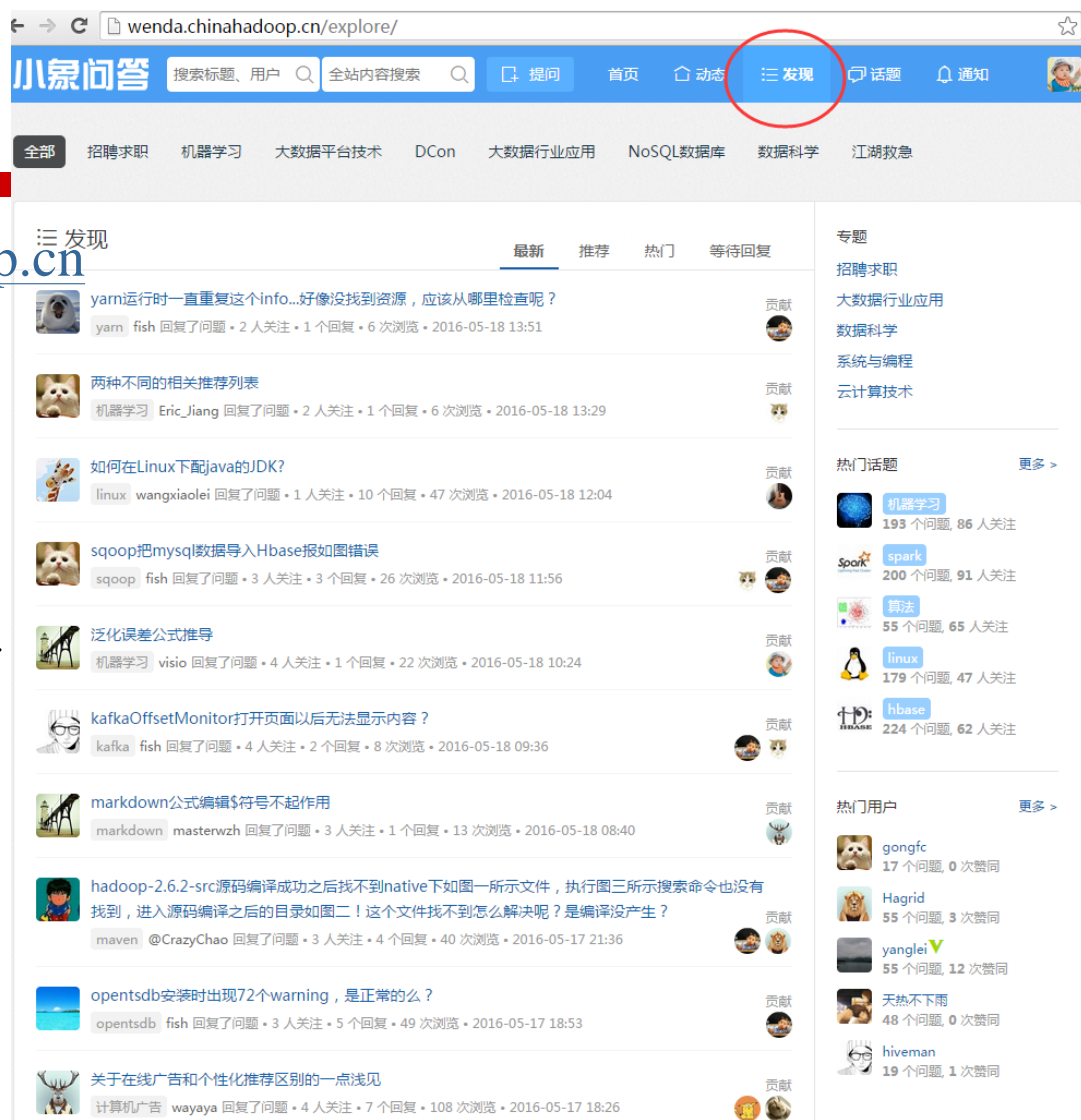 wenda.chinahadoop.cn/explore/
小象问答 搜索标题、用户 全站内容搜索 提问 首页 动态 发现 话题 通知
全部 招聘求职 机器学习 大数据平台技术 DCon 大数据行业应用 NoSQL数据库 数据科学 江湖救急
发现
最新 推荐 热门 等待回复
p.cn
yarn运行时一直重复这个info...好像没找到资源，应该从哪里检查呢？
贡献
yarn fish 回复了问题 • 2 人关注 • 1 个回复 • 6 次浏览 • 2016-05-18 13:51
两种不同的相关推荐列表
贡献
机器学习 Eric_Jiang 回复了问题 • 2 人关注 • 1 个回复 • 6 次浏览 • 2016-05-18 13:29
如何在Linux下配java的JDK?
贡献
linux wangxiaolei 回复了问题 • 1 人关注 • 10 个回复 • 47 次浏览 • 2016-05-18 12:04
sqoop把mysql数据导入Hbase报如图错误
贡献
sqoop fish 回复了问题 • 3 人关注 • 3 个回复 • 26 次浏览 • 2016-05-18 11:56
泛化误差公式推导
贡献
机器学习 visio 回复了问题 • 4 人关注 • 1 个回复 • 22 次浏览 • 2016-05-18 10:24
kafkaOffsetMonitor打开页面以后无法显示内容？
贡献
kafka fish 回复了问题 • 4 人关注 • 2 个回复 • 8 次浏览 • 2016-05-18 09:36
markdown公式编辑$符号不起作用
贡献
markdown masterwzh 回复了问题 • 3 人关注 • 1 个回复 • 13 次浏览 • 2016-05-18 08:40
hadoop-2.6.2-src源码编译成功之后找不到native下如图一所示文件，执行图三所示搜索命令也没有
找到，进入源码编译之后的目录如图二！这个文件找不到怎么解决呢？是编译没产生？
贡献
maven @CrazyChao 回复了问题 • 3 人关注 • 4 个回复 • 40 次浏览 • 2016-05-17 21:36
opentsdb安装时出现72个warning，是正常的么？
贡献
opentsdb fish 回复了问题 • 3 人关注 • 5 个回复 • 49 次浏览 • 2016-05-17 18:53
关于在线广告和个性化推荐区别的一点浅见
贡献
计算机广告 wayaya 回复了问题 • 4 人关注 • 7 个回复 • 108 次浏览 • 2016-05-17 18:26
专题
招聘求职
大数据行业应用
数据科学
系统与编程
云计算技术
热门话题 更多 >
机器学习
193 个问题, 86 人关注
Spark
spark
200 个问题, 91 人关注
算法
55 个问题, 65 人关注
linux
179 个问题, 47 人关注
HBASE
hbase
224 个问题, 62 人关注
热门用户 更多 >
gongfc
17 个问题, 0 次赞同
Hagrid
55 个问题, 3 次赞同
yanglei
55 个问题, 12 次赞同
天热不下雨
48 个问题, 0 次赞同
hiveman
19 个问题, 1 次赞同